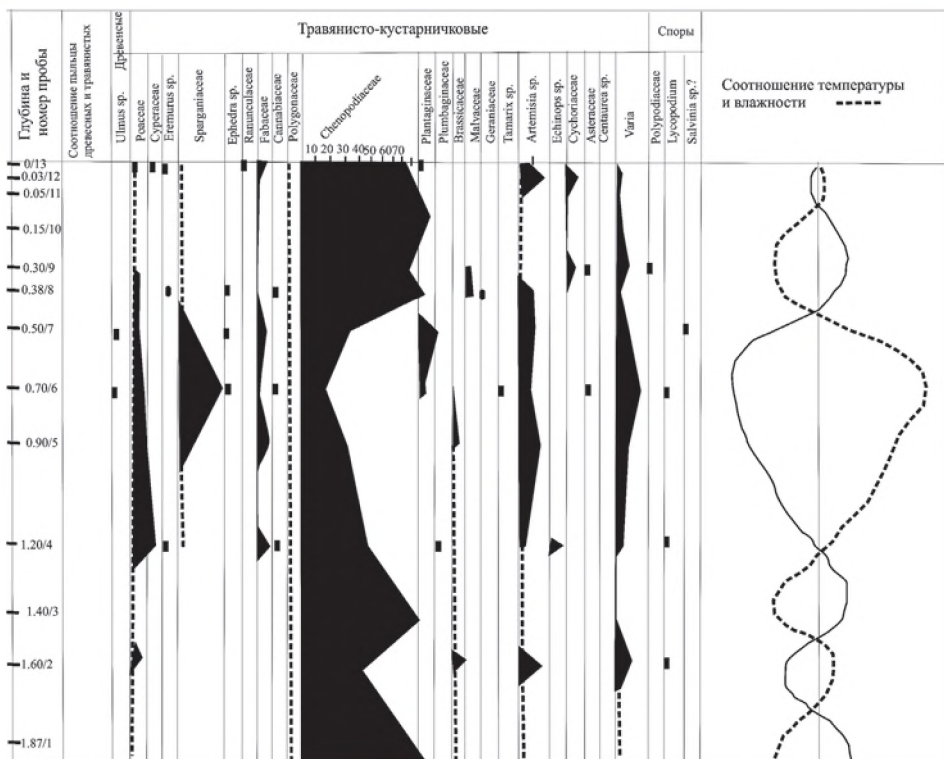 Глубика и
номер пробы
Соотношение пыльцы
древесных и травянистых
Древенсные
Травянисто-кустарничковые
Споры
Ulmus sp.
Poaceae
Cyperaceae
Eremurus sp.
Sparganiaceae
Ephedra sp.
Ranunculaceae
Fabaceae
Cannabiaceae
Polygonaceae
Chenopodiaceae
Plantaginaceae
Plumbaginaceae
Brassicaceae
Malvaceae
Geraniaceae
Tamarix sp.
Artemisia sp.
Echinops sp.
Cychoriaceae
Asteraceae
Centaurea sp.
Varia
Polypodiaceae
Lycopodium
Salvinia sp.?
Соотношение температуры
и влажности
10 20 30 40 50 60 70
0/13
0.03/12
0.05/11
0.15/10
0.30/9
0.38/8
0.50/7
0.70/6
0.90/5
1.20/4
1.40/3
1.60/2
1.87/1